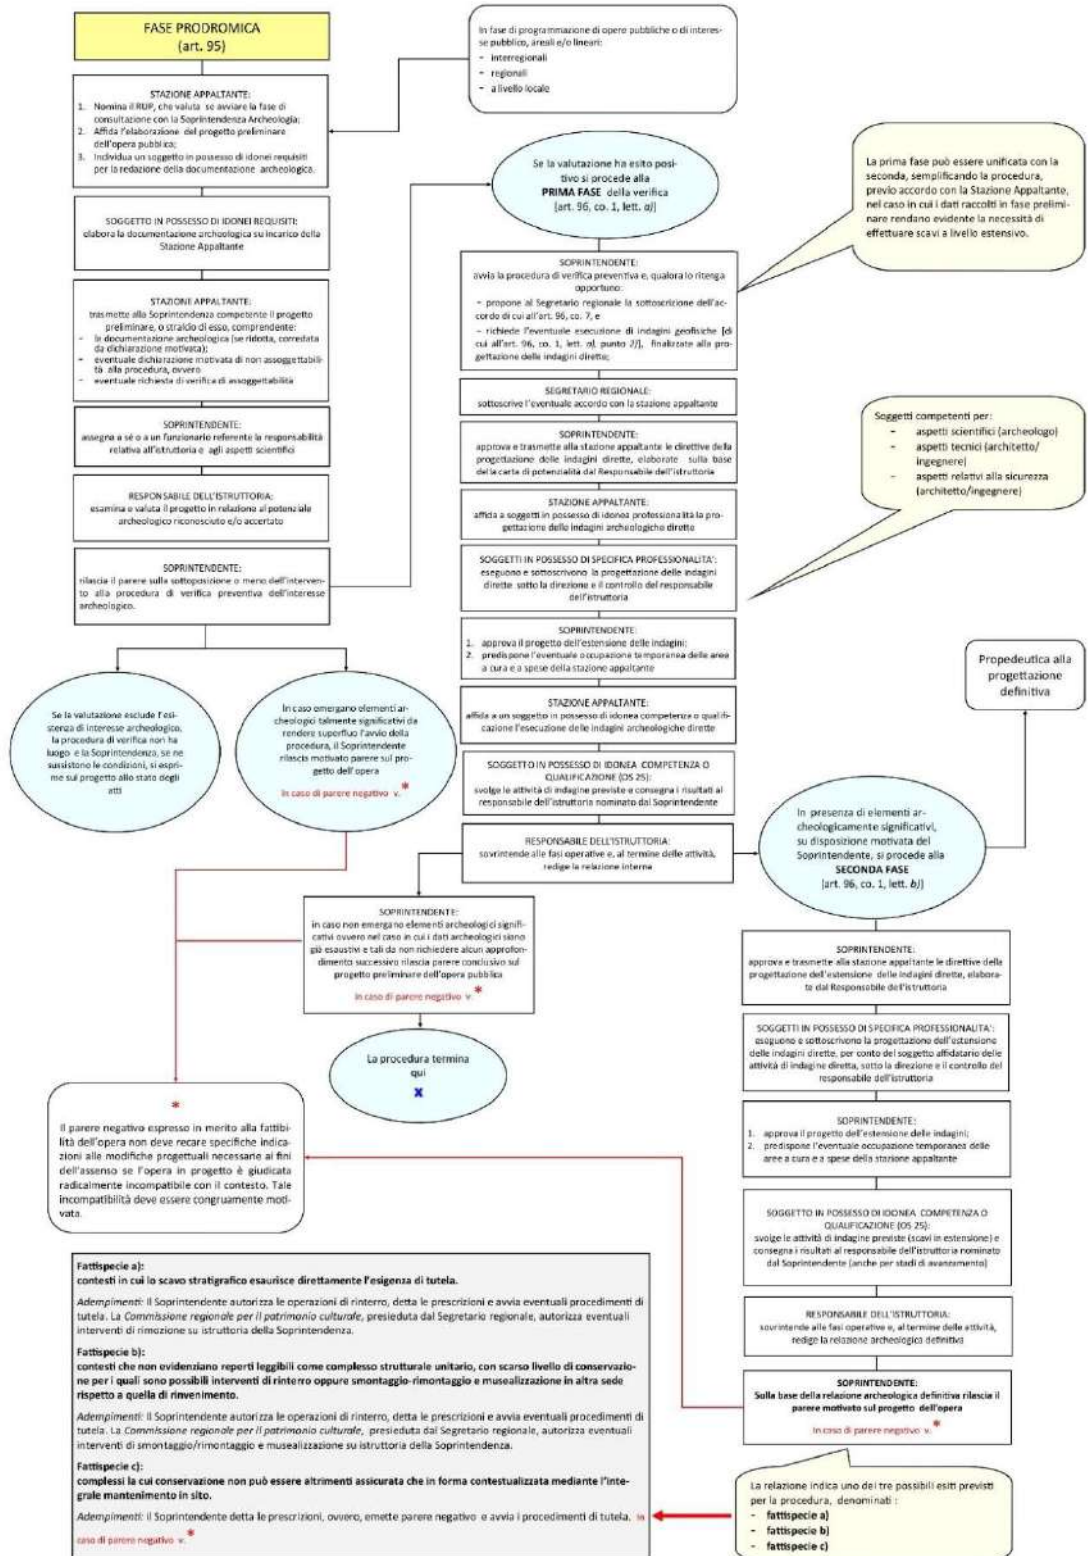 FASE PRODROMICA
(art. 95)
In fase di programmazione di opere pubbliche o di interes-
se pubblico, areali e/o lineari:
- interregionali
- regionali
- a livello locale
STAZIONE APPALTANTE:
1. Nomina il RUP, che valuta se avviare la fase di
consultazione con la Soprintendenza Archeologia;
2. Affida l'elaborazione del progetto preliminare
dell'opera pubblica;
3. Individua un soggetto in possesso di idonei requisiti
per la redazione della documentazione archeologica.
SOGGETTO IN POSSESSO DI IDONEI REQUISITI:
elabora la documentazione archeologica su incarico della
Stazione Appaltante
STAZIONE APPALTANTE:
trasmette alla Soprintendenza competente il progetto
preliminare, o stralcio di esso, comprendente:
- la documentazione archeologica (se ridotta, corredata
da dichiarazione motivata);
- eventuale dichiarazione motivata di non assoggettabili-
tà alla procedura, ovvero
- eventuale richiesta di verifica di assoggettabilità
SOPRINTENDENTE:
assegna a sé o a un funzionario referente la responsabilità
relativa all'istruttoria e agli aspetti scientifici
RESPONSABILE DELL'ISTRUTTORIA:
esamina e valuta il progetto in relazione al potenziale
archeologico riconosciuto e/o accertato
SOPRINTENDENTE:
rilascia il parere sulla sottoposizione o meno dell'interven-
to alla procedura di verifica preventiva dell'interesse
archeologico.
Se la valutazione esclude l'esi-
stenza di interesse archeologico,
la procedura di verifica non ha
luogo e la Soprintendenza, se ne
sussistono le condizioni, si espri-
me sul progetto allo stato degli
atti
In caso emergano elementi ar-
cheologici talmente significativi da
rendere superfluo l'avvio della
procedura, il Soprintendente
rilascia motivato parere sul pro-
getto dell'opera
In caso di parere negativo v. *
Se la valutazione ha esito posi-
tivo si procede alla
PRIMA FASE della verifica
[art. 96, co. 1, lett. a)]
La prima fase può essere unificata con la
seconda, semplificando la procedura,
previo accordo con la Stazione Appaltante,
nel caso in cui i dati raccolti in fase prelimi-
nare rendano evidente la necessità di
effettuare scavi a livello estensivo.
SOPRINTENDENTE:
avvia la procedura di verifica preventiva e, qualora lo ritenga
opportuno:
- propone al Segretario regionale la sottoscrizione dell'ac-
cordo di cui all'art. 96, co. 7, e
- richiede l'eventuale esecuzione di indagini geofisiche [di
cui all'art. 96, co. 1, lett. a), punto 2)], finalizzate alla pro-
gettazione delle indagini dirette;
SEGRETARIO REGIONALE:
sottoscrive l'eventuale accordo con la stazione appaltante
SOPRINTENDENTE:
approva e trasmette alla stazione appaltante le direttive della
progettazione delle indagini dirette, elaborate sulla base
della carta di potenzialità dal Responsabile dell'istruttoria
STAZIONE APPALTANTE:
affida a soggetti in possesso di idonea professionalità la pro-
gettazione delle indagini archeologiche dirette
SOGGETTI IN POSSESSO DI SPECIFICA PROFESSIONALITA':
eseguono e sottoscrivono la progettazione delle indagini
dirette sotto la direzione e il controllo del responsabile
dell'istruttoria
Soggetti competenti per:
- aspetti scientifici (archeologo)
- aspetti tecnici (architetto/
ingegnere)
- aspetti relativi alla sicurezza
(architetto/ingegnere)
SOPRINTENDENTE:
1. approva il progetto dell'estensione delle indagini;
2. predispone l'eventuale occupazione temporanea delle aree
a cura e a spese della stazione appaltante
STAZIONE APPALTANTE:
affida a un soggetto in possesso di idonea competenza o qualifi-
cazione l'esecuzione delle indagini archeologiche dirette
SOGGETTO IN POSSESSO DI IDONEA COMPETENZA O
QUALIFICAZIONE (OS 25):
svolge le attività di indagine previste e consegna i risultati al
responsabile dell'istruttoria nominato dal Soprintendente
RESPONSABILE DELL'ISTRUTTORIA:
sovrintende alle fasi operative e, al termine delle attività,
redige la relazione interna
SOPRINTENDENTE:
in caso non emergano elementi archeologici signifi-
cativi ovvero nel caso in cui i dati archeologici siano
già esaustivi e tali da non richiedere alcun approfon-
dimento successivo rilascia parere conclusivo sul
progetto preliminare dell'opera pubblica
In caso di parere negativo v. *
La procedura termina
qui
x
Propedeutica alla
progettazione
definitiva
In presenza di elementi ar-
cheologicamente significativi,
su disposizione motivata del
Soprintendente, si procede alla
SECONDA FASE
[art. 96, co. 1, lett. b)]
SOPRINTENDENTE:
approva e trasmette alla stazione appaltante le direttive della
progettazione dell'estensione delle indagini dirette, elabora-
te dal Responsabile dell'istruttoria
SOGGETTI IN POSSESSO DI SPECIFICA PROFESSIONALITA':
eseguono e sottoscrivono la progettazione dell'estensione
delle indagini dirette, per conto del soggetto affidatario delle
attività di indagine diretta, sotto la direzione e il controllo del
responsabile dell'istruttoria
SOPRINTENDENTE:
1. approva il progetto dell'estensione delle indagini;
2. predispone l'eventuale occupazione temporanea delle
aree a cura e a spese della stazione appaltante
SOGGETTO IN POSSESSO DI IDONEA COMPETENZA O
QUALIFICAZIONE (OS 25):
svolge le attività di indagine previste (scavi in estensione) e
consegna i risultati al responsabile dell'istruttoria nominato
dal Soprintendente (anche per stadi di avanzamento)
RESPONSABILE DELL'ISTRUTTORIA:
sovrintende alle fasi operative e, al termine delle attività,
redige la relazione archeologica definitiva
SOPRINTENDENTE:
Sulla base della relazione archeologica definitiva rilascia il
parere motivato sul progetto dell'opera
In caso di parere negativo v. *
La relazione indica uno dei tre possibili esiti previsti
per la procedura, denominati :
- fattispecie a)
- fattispecie b)
- fattispecie c)
*
Il parere negativo espresso in merito alla fattibi-
lità dell'opera non deve recare specifiche indica-
zioni alle modifiche progettuali necessarie ai fini
dell'assenso se l'opera in progetto è giudicata
radicalmente incompatibile con il contesto. Tale
incompatibilità deve essere congruamente moti-
vata.
Fattispecie a):
contesti in cui lo scavo stratigrafico esaurisce direttamente l'esigenza di tutela.
Adempimenti: il Soprintendente autorizza le operazioni di rinterro, detta le prescrizioni e avvia eventuali procedimenti di
tutela. La Commissione regionale per il patrimonio culturale, presieduta dal Segretario regionale, autorizza eventuali
interventi di rimozione su istruttoria della Soprintendenza.
Fattispecie b):
contesti che non evidenziano reperti leggibili come complesso strutturale unitario, con scarso livello di conservazio-
ne per i quali sono possibili interventi di rinterro oppure smontaggio-rimontaggio e musealizzazione in altra sede
rispetto a quella di rinvenimento.
Adempimenti: il Soprintendente autorizza le operazioni di rinterro, detta le prescrizioni e avvia eventuali procedimenti di
tutela. La Commissione regionale per il patrimonio culturale, presieduta dal Segretario regionale, autorizza eventuali
interventi di smontaggio/rimontaggio e musealizzazione su istruttoria della Soprintendenza.
Fattispecie c):
complessi la cui conservazione non può essere altrimenti assicurata che in forma contestualizzata mediante l'inte-
grale mantenimento in sito.
Adempimenti: il Soprintendente detta le prescrizioni, ovvero, emette parere negativo e avvia i procedimenti di tutela. In
caso di parere negativo v. *